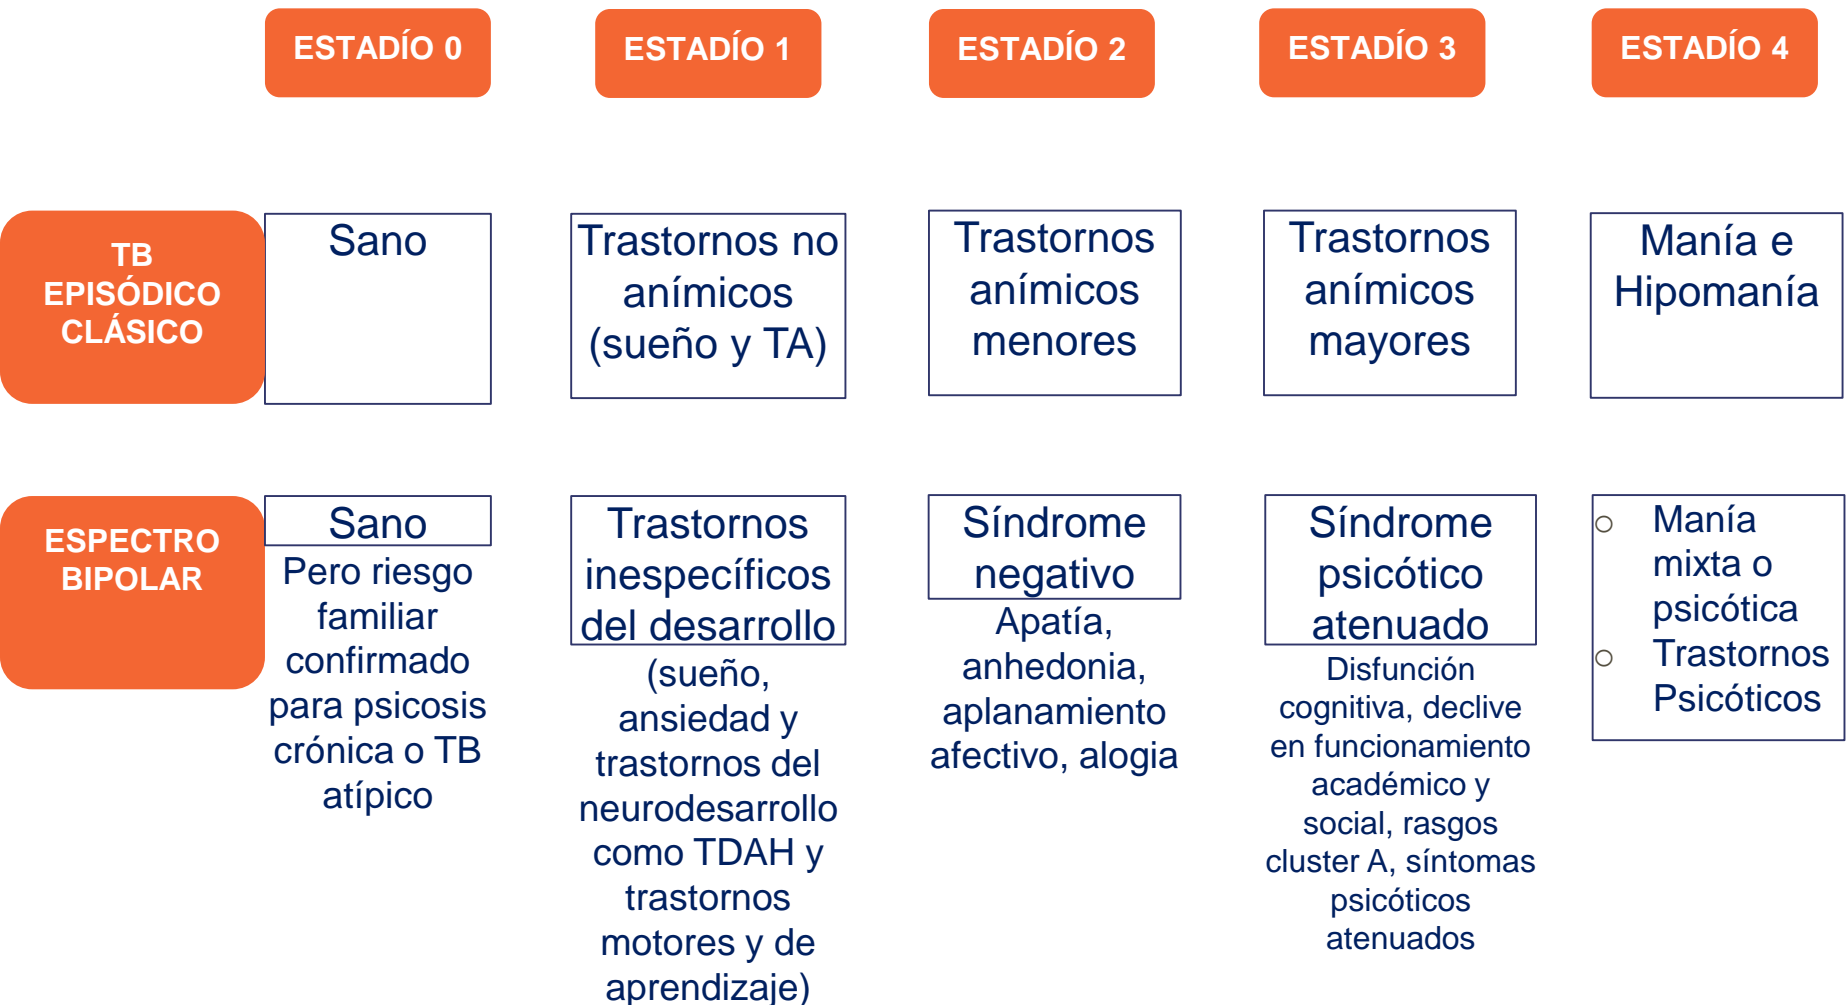 ESTADÍO 0
ESTADÍO 1
ESTADÍO 2
ESTADÍO 3
ESTADÍO 4
TB
EPISÓDICO
CLÁSICO
Sano
Trastornos no
anímicos
(sueño y TA)
Trastornos
anímicos
menores
Trastornos
anímicos
mayores
Manía e
Hipomanía
ESPECTRO
BIPOLAR
Sano
Pero riesgo
familiar
confirmado
para psicosis
crónica o TB
atípico
Trastornos
inespecíficos
del desarrollo
(sueño,
ansiedad y
trastornos del
neurodesarrollo
como TDAH y
trastornos
motores y de
aprendizaje)
Síndrome
negativo
Apatía,
anhedonia,
aplanamiento
afectivo, alogia
Síndrome
psicótico
atenuado
Disfunción
cognitiva, declive
en funcionamiento
académico y
social, rasgos
cluster A, síntomas
psicóticos
atenuados
○ Manía
mixta o
psicótica
○ Trastornos
Psicóticos